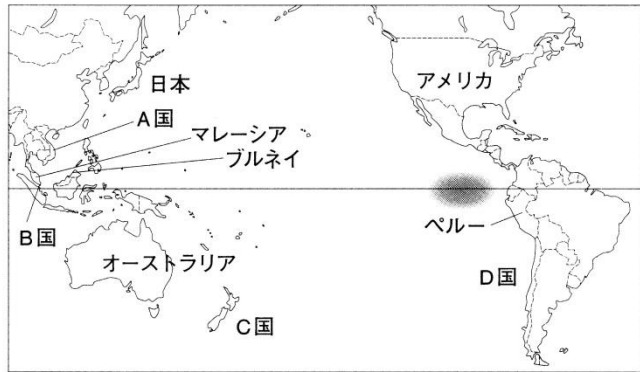 日本
アメリカ
A国
マレーシア
ブルネイ
ペルー
B国
オーストラリア
D国
C国